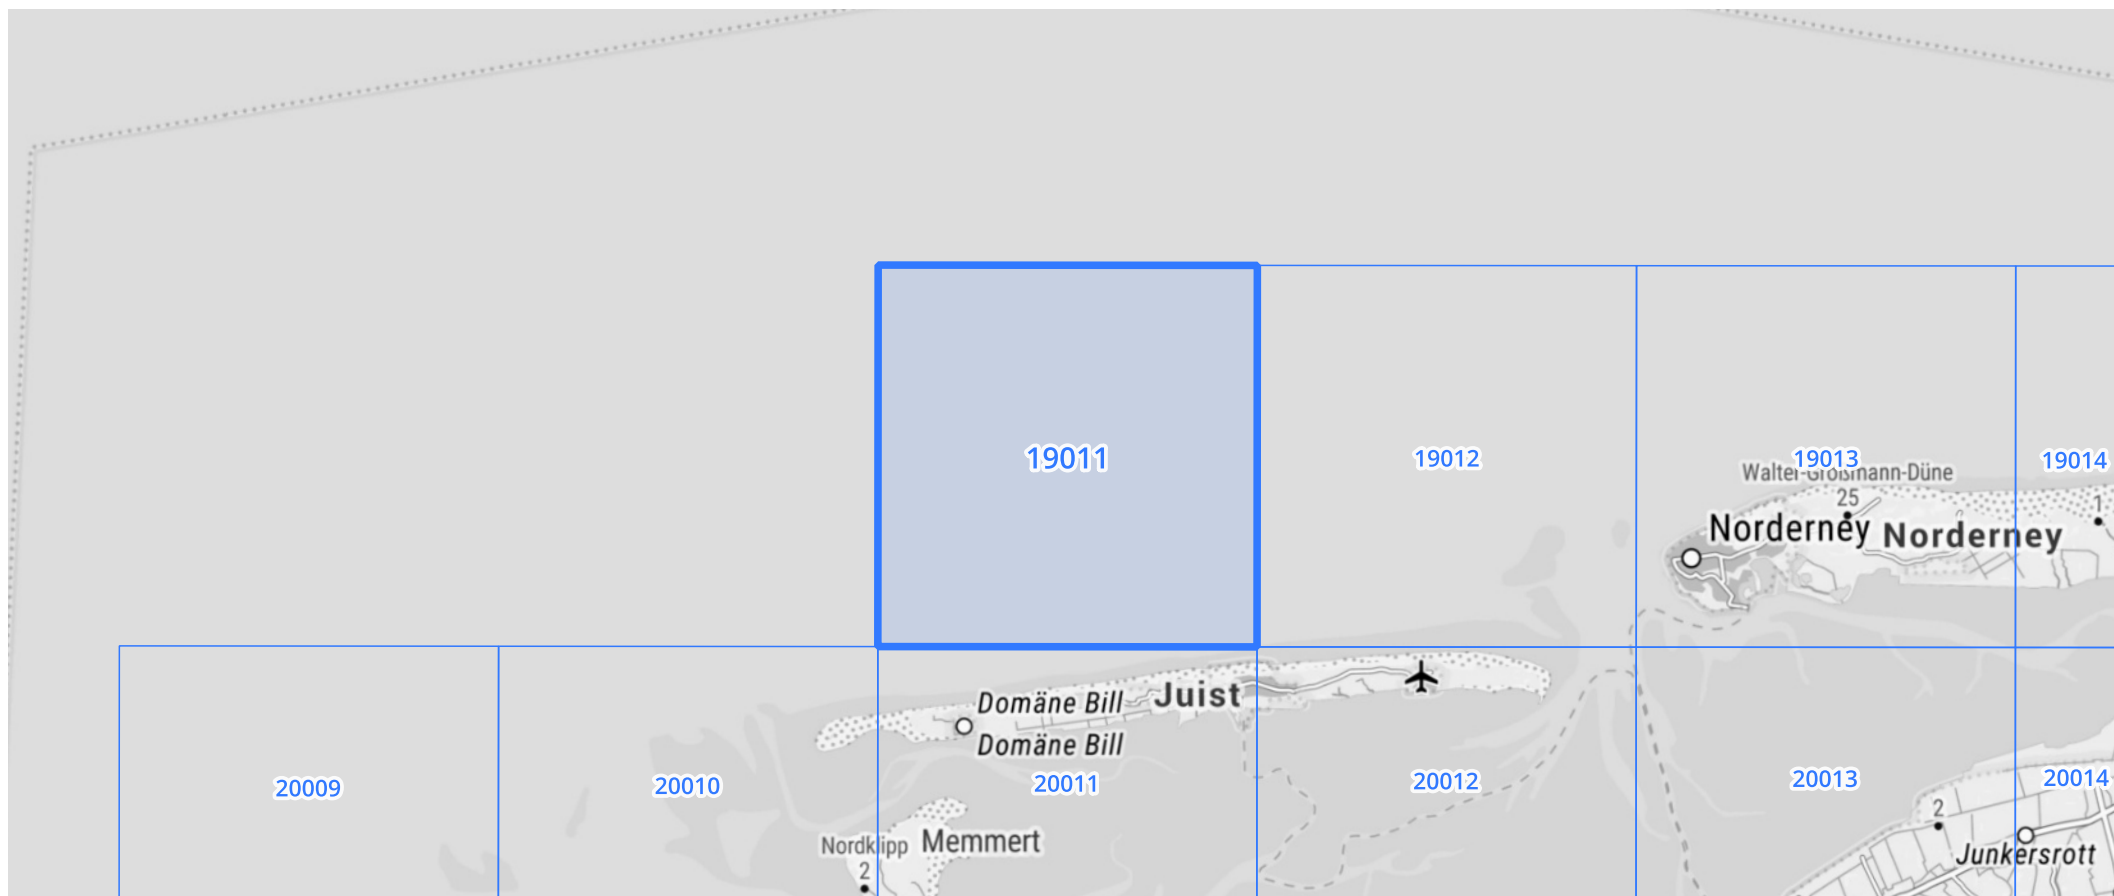 19011
19012
19013
19014
Walter-Großmann-Düne
25
1
Norderney
Norderney
Domäne Bill
Juist
Domäne Bill
20009
20010
20011
20012
20013
20014
Nordklipp
Memmert
2
2
Junkersrott